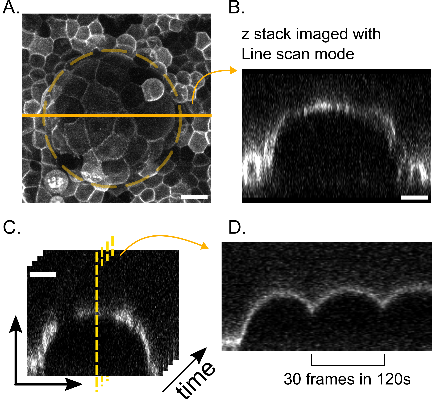 A.
B.
z stack imaged with
Line scan mode
C.
D.
time
30 frames in 120s